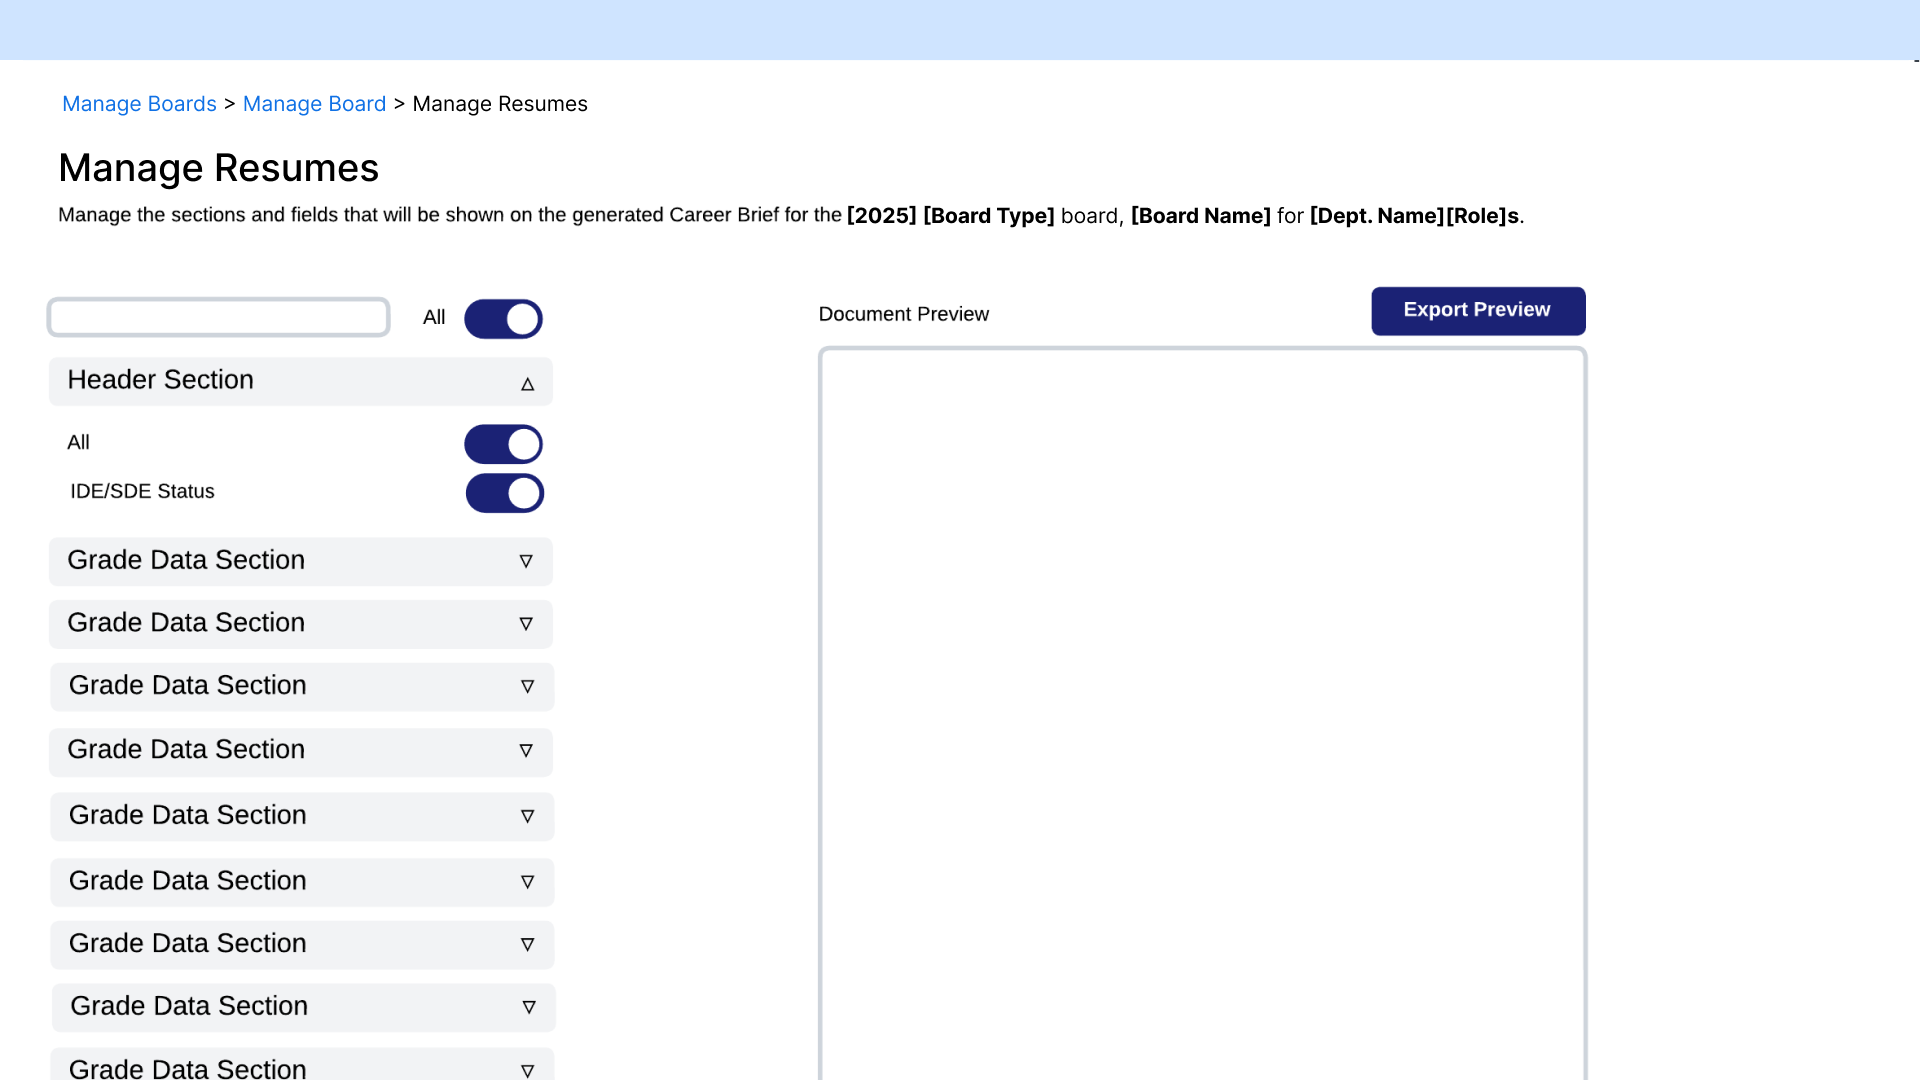 Manage Boards > Manage Board > Manage Resumes
Manage Resumes
Manage the sections and fields that will be shown on the generated Career Brief for the [2025] [Board Type] board, [Board Name] for [Dept. Name][Role]s.
All
Document Preview
Export Preview
Header Section
All
IDE/SDE Status
Grade Data Section
Grade Data Section
Grade Data Section
Grade Data Section
Grade Data Section
Grade Data Section
Grade Data Section
Grade Data Section
Grade Data Section